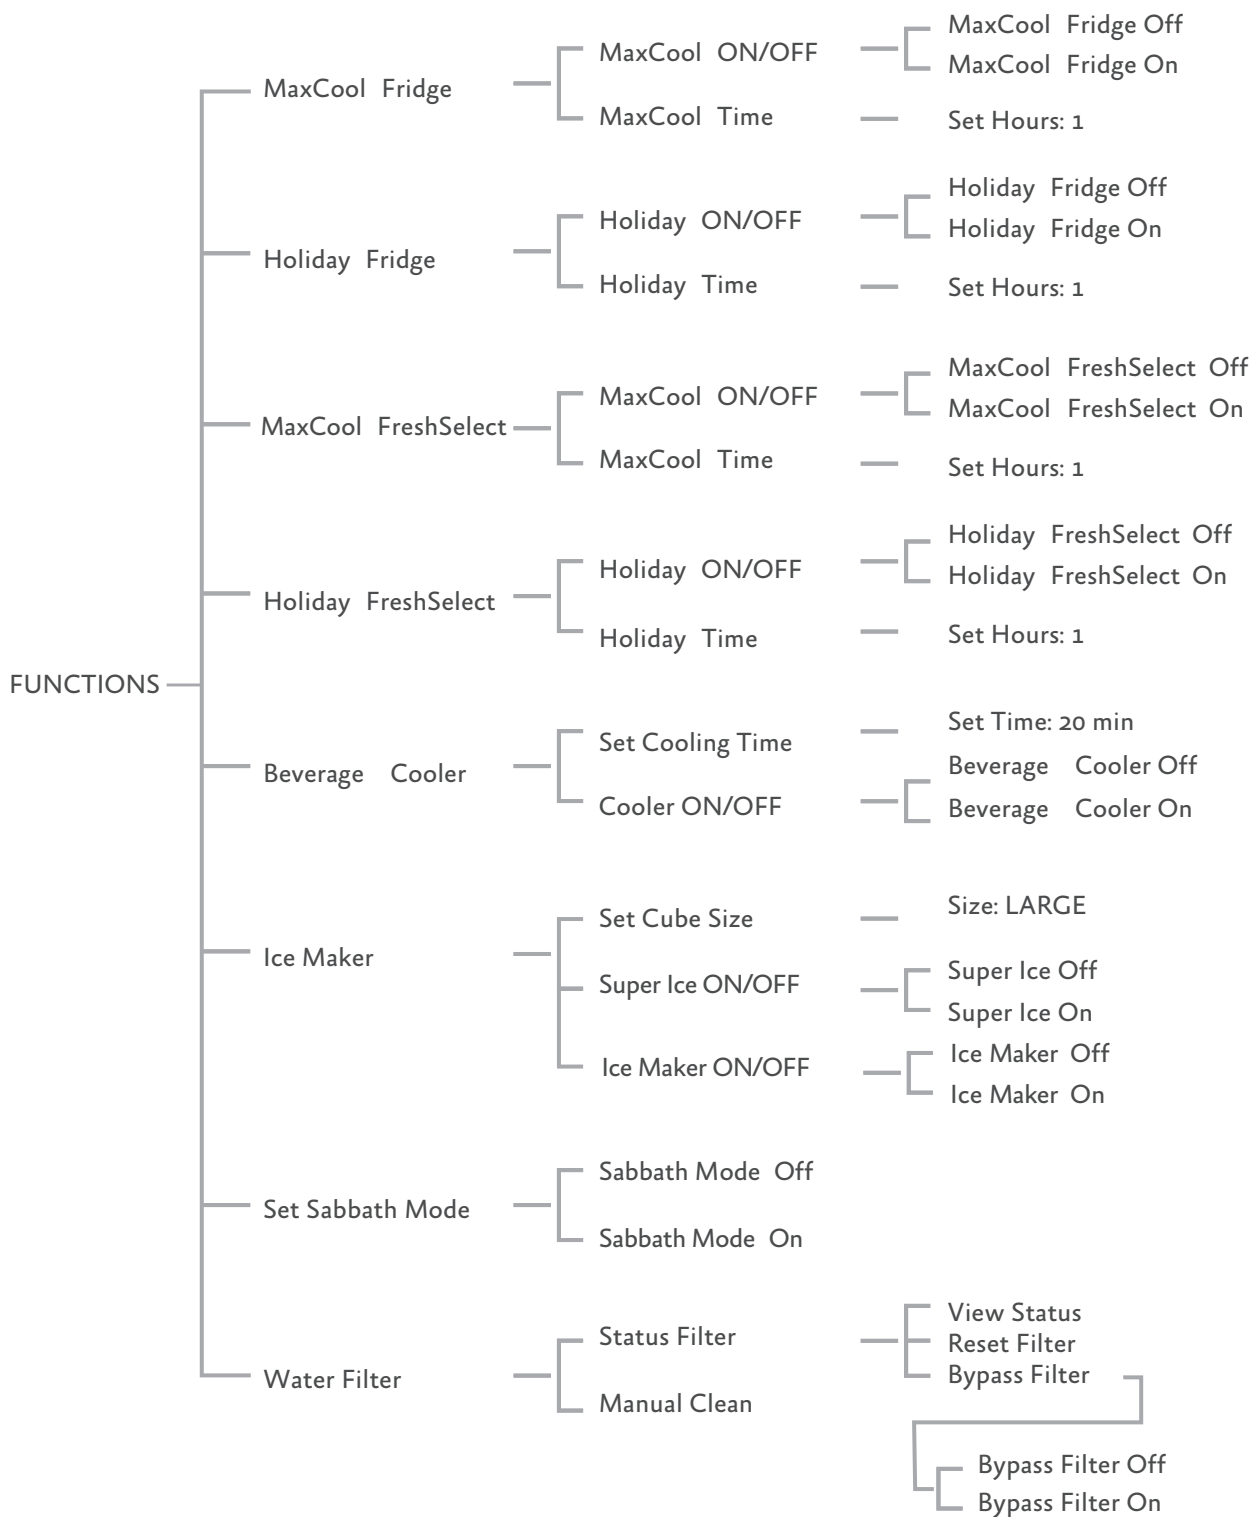 MaxCool Fridge Off
MaxCool ON/OFF
MaxCool Fridge On
MaxCool Fridge
MaxCool Time
Set Hours: 1
Holiday Fridge Off
Holiday ON/OFF
Holiday Fridge On
Holiday Fridge
Holiday Time
Set Hours: 1
MaxCool FreshSelect Off
MaxCool ON/OFF
MaxCool FreshSelect On
MaxCool FreshSelect
MaxCool Time
Set Hours: 1
Holiday FreshSelect Off
Holiday ON/OFF
Holiday FreshSelect On
Holiday FreshSelect
Holiday Time
Set Hours: 1
FUNCTIONS
Set Time: 20 min
Set Cooling Time
Beverage Cooler Off
Beverage Cooler
Cooler ON/OFF
Beverage Cooler On
Size: LARGE
Set Cube Size
Ice Maker
Super Ice Off
Super Ice ON/OFF
Super Ice On
Ice Maker Off
Ice Maker ON/OFF
Ice Maker On
Sabbath Mode Off
Set Sabbath Mode
Sabbath Mode On
View Status
Status Filter
Reset Filter
Bypass Filter
Water Filter
Manual Clean
Bypass Filter Off
Bypass Filter On